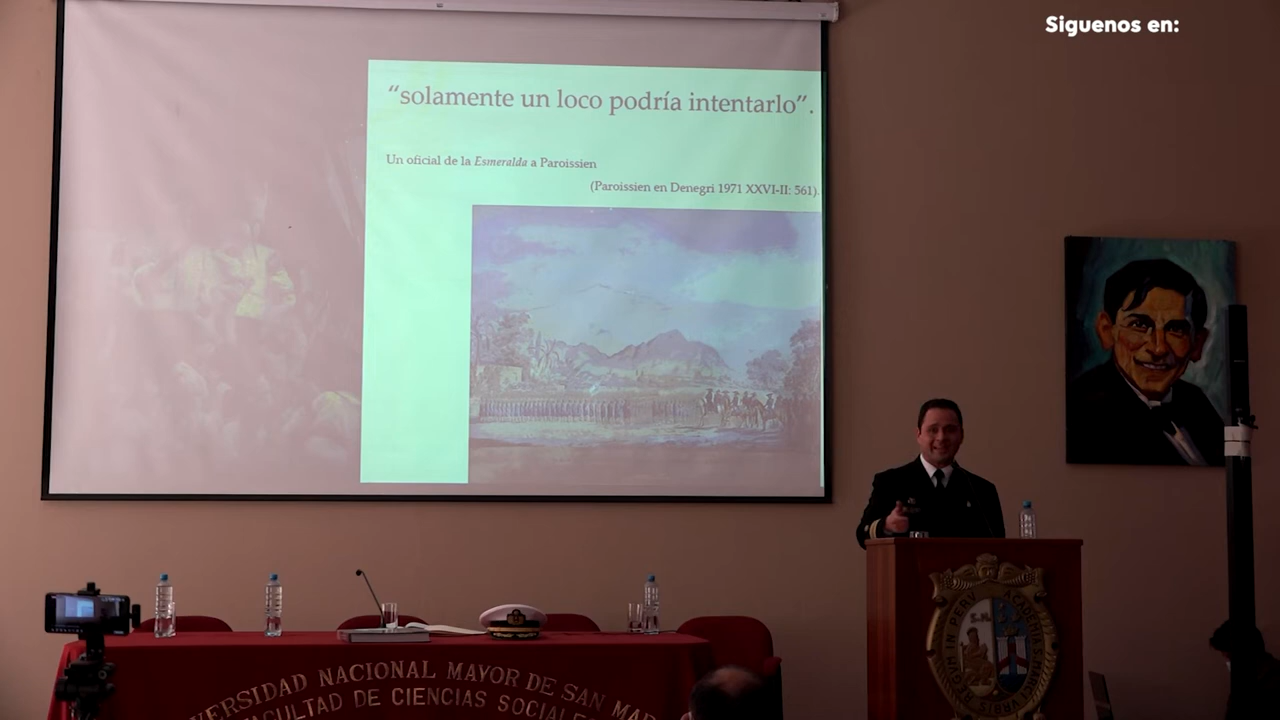 Siguenos en:
“solamente un loco podría intentarlo”.
Un oficial de la Esmeralda a Paroissien
(Paroissien en Denegri 1971 XXVI-II: 561).
VERSIDAD NACIONAL MAYOR DE SAN MAR
FACULTAD DE CIENCIAS SOCIALES